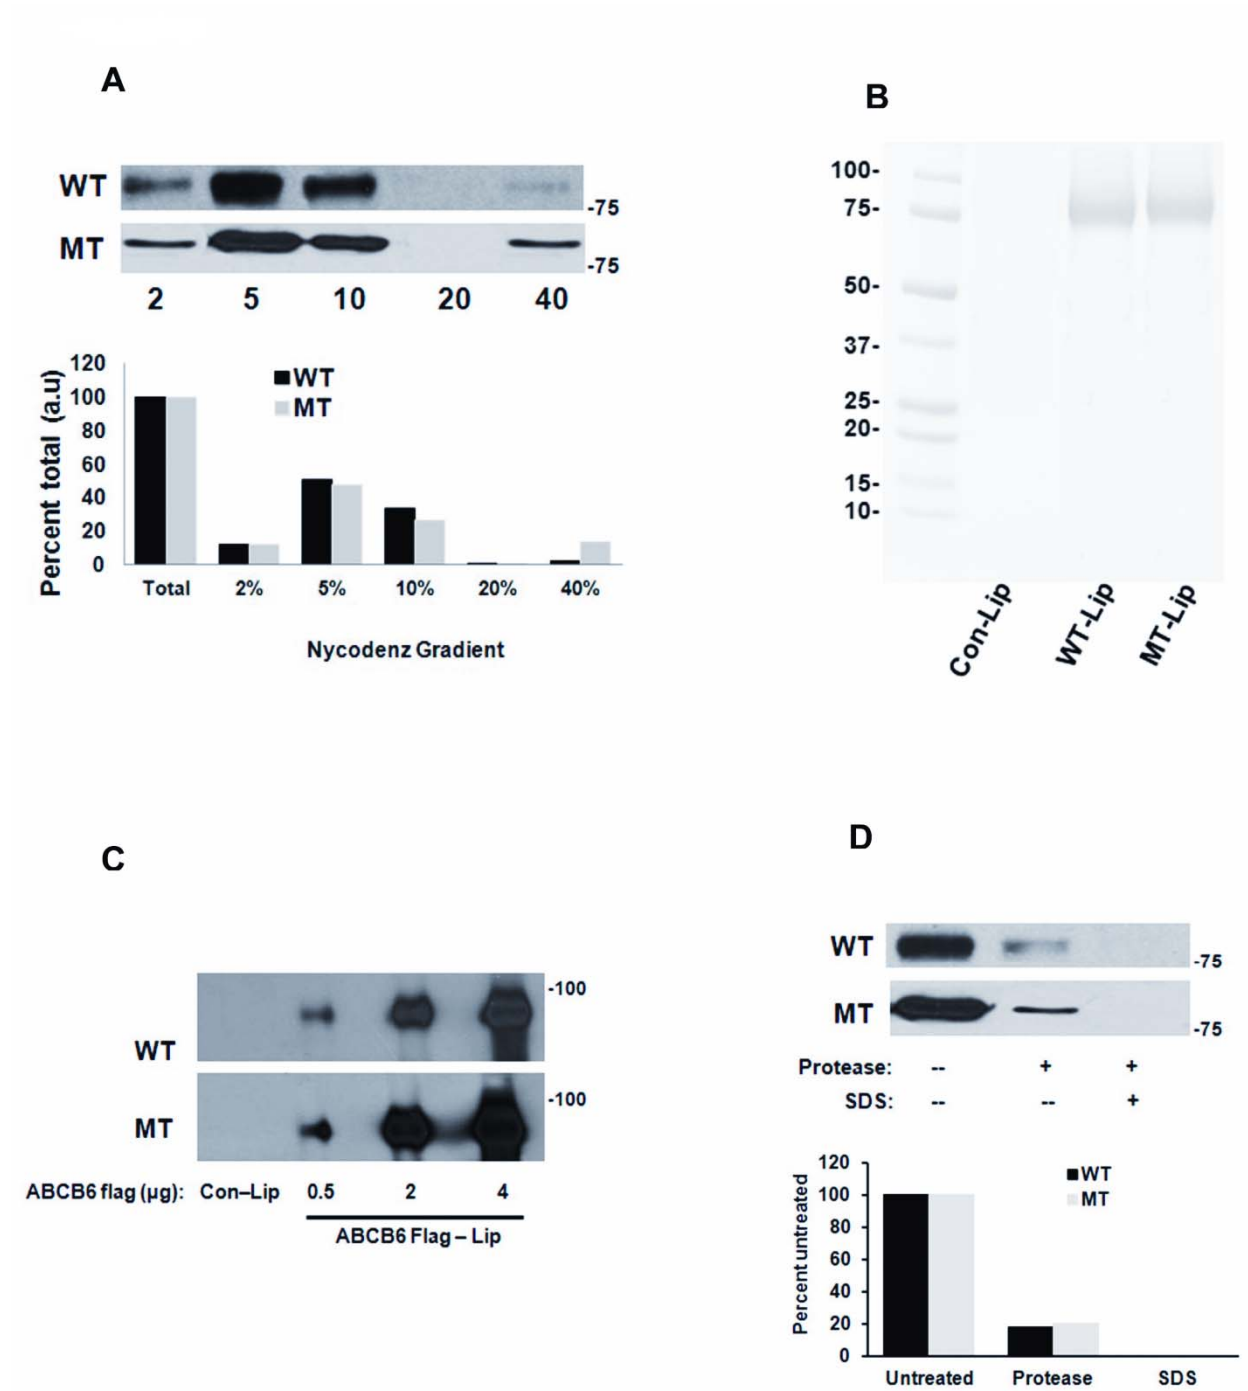 A
WT
-75
MT
-75
2 5 10 20 40
120
100
80
60
40
20
0
Percent total (a.u)
WT
MT
Total 2% 5% 10% 20% 40%
Nycodenz Gradient
B
100-
75-
50-
37-
25-
20-
15-
10-
Con-Lip WT-Lip MT-Lip
C
-100
WT
-100
MT
ABCB6 flag (µg): Con–Lip 0.5 2 4
ABCB6 Flag – Lip
D
WT
-75
MT
-75
Protease: -- + +
SDS: -- -- +
120
100
80
60
40
20
0
Percent untreated
WT
MT
Untreated Protease SDS